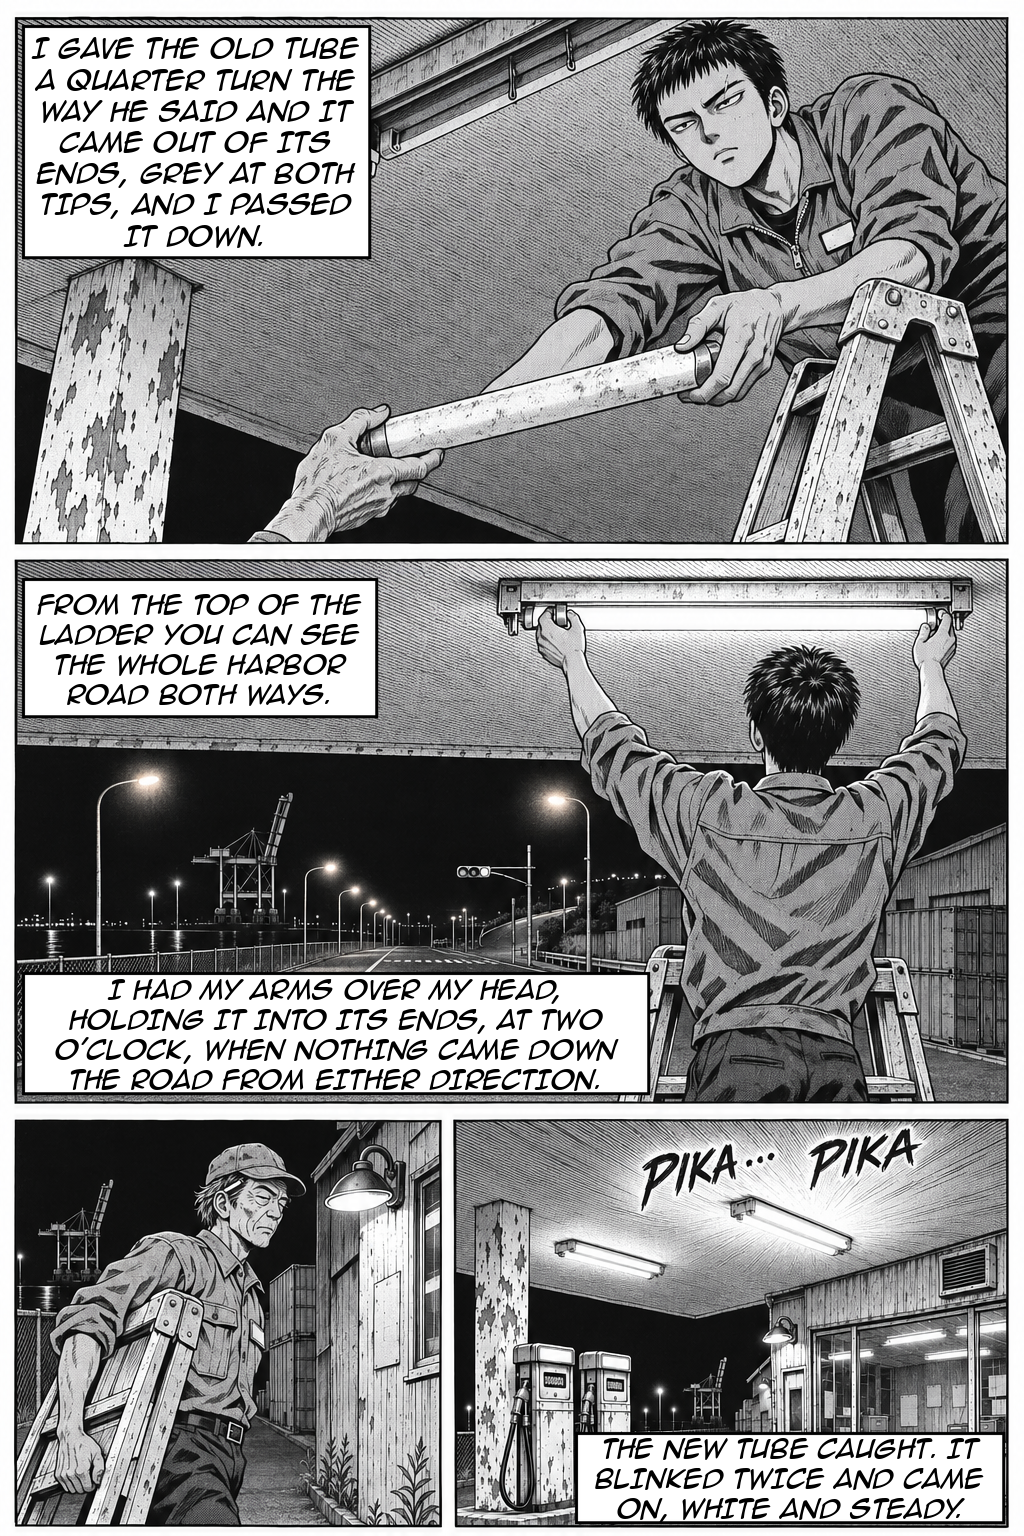 I GAVE THE OLD TUBE
A QUARTER TURN THE
WAY HE SAID AND IT
CAME OUT OF ITS
ENDS, GREY AT BOTH
TIPS, AND I PASSED
IT DOWN.
FROM THE TOP OF THE
LADDER YOU CAN SEE
THE WHOLE HARBOR
ROAD BOTH WAYS.
I HAD MY ARMS OVER MY HEAD,
HOLDING IT INTO ITS ENDS, AT TWO
O'CLOCK, WHEN NOTHING CAME DOWN
THE ROAD FROM EITHER DIRECTION.
PIKA... PIKA
THE NEW TUBE CAUGHT. IT
BLINKED TWICE AND CAME
ON, WHITE AND STEADY.